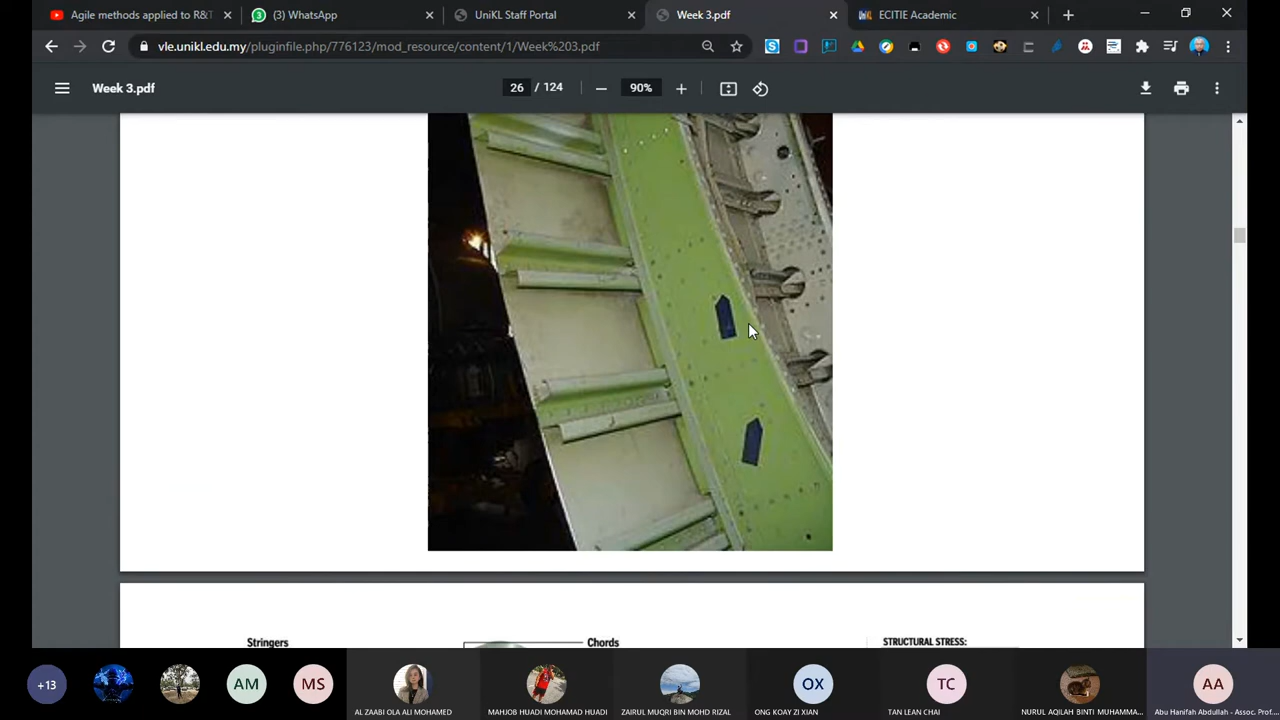 Agile methods applied to R&T
(3) WhatsApp
UniKL Staff Portal
Week 3.pdf
ECITIE Academic
vle.unikl.edu.my/pluginfile.php/776123/mod_resource/content/1/Week%203.pdf
Week 3.pdf
26 / 124
90%
Stringers
Chords
STRUCTURAL STRESS:
+13
AM
MS
OX
TC
AA
AL ZAABI OLA ALI MOHAMED
MAHJOB HUADI MOHAMAD HUADI
ZAIRUL MUQRI BIN MOHD RIZAL
ONG KOAY ZI XIAN
TAN LEAN CHAI
NURUL AQILAH BINTI MUHAMMA...
Abu Hanifah Abdullah - Assoc. Prof...